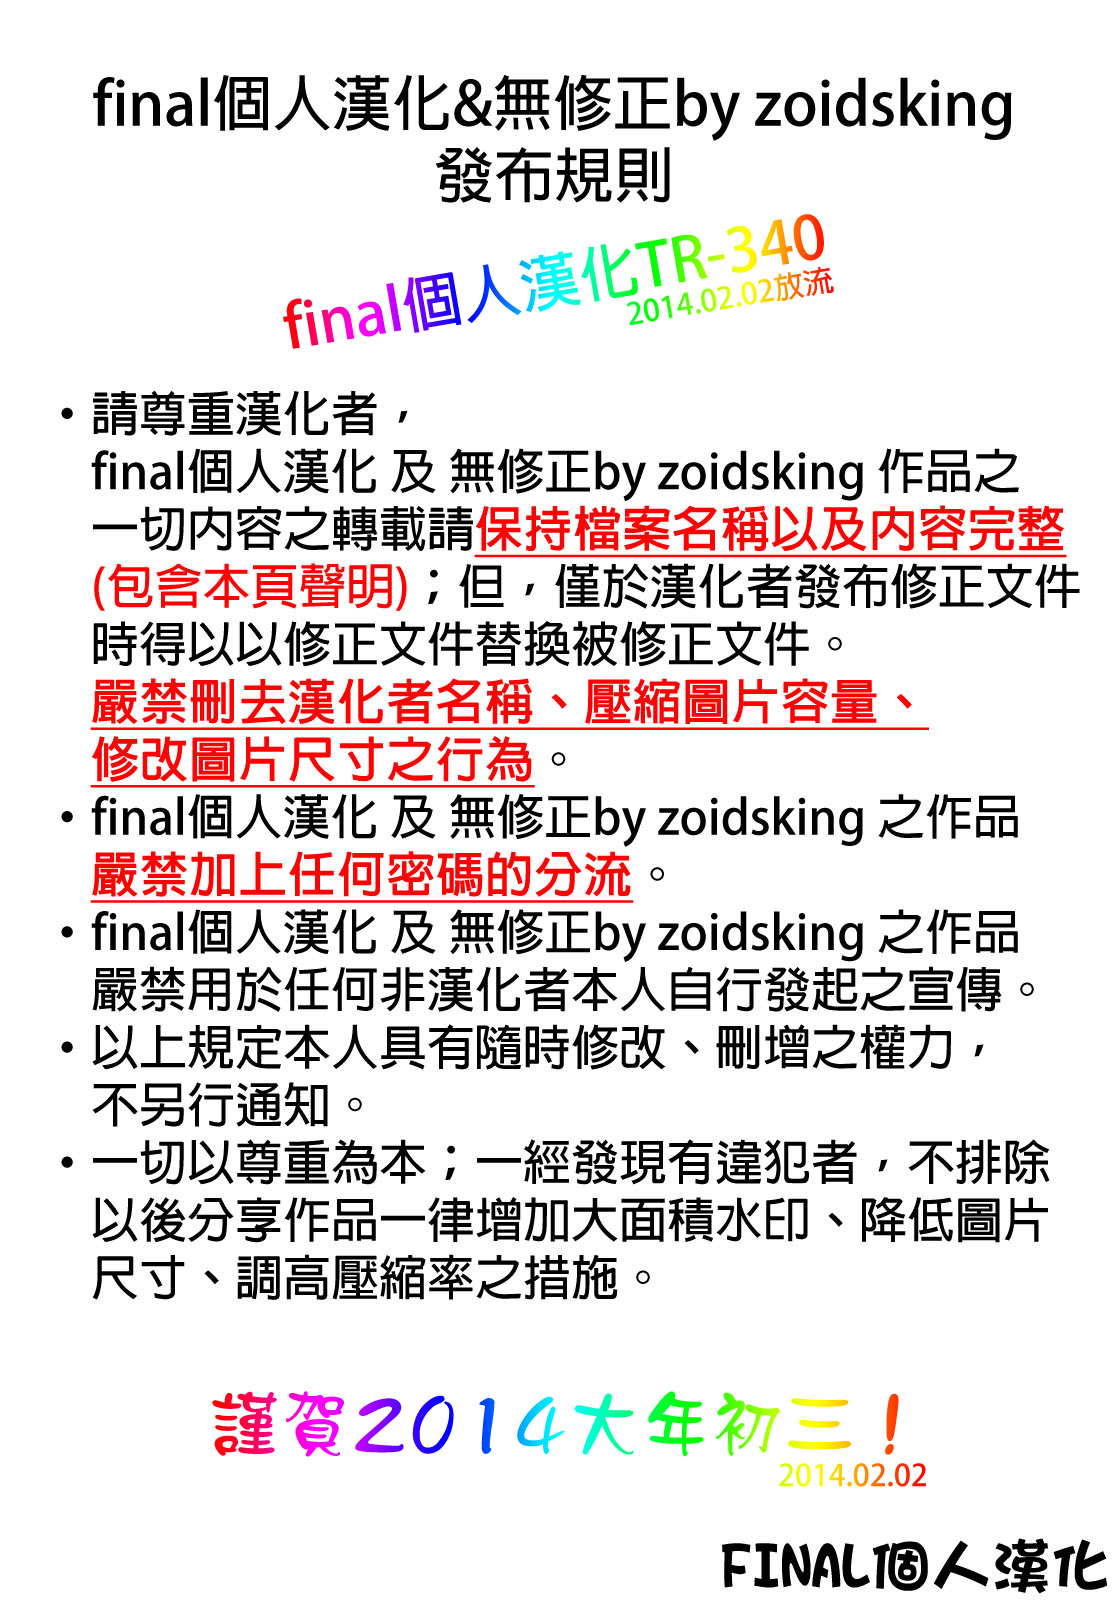 final個人漢化&無修正by zoidsking
發布規則
final個人漢化TR-340
2014.02.02放流
・請尊重漢化者，
final個人漢化 及 無修正by zoidsking 作品之
一切內容之轉載請保持檔案名稱以及內容完整
(包含本頁聲明)；但，僅於漢化者發布修正文件
時得以以修正文件替換被修正文件。
嚴禁刪去漢化者名稱、壓縮圖片容量、
修改圖片尺寸之行為。
・final個人漢化 及 無修正by zoidsking 之作品
嚴禁加上任何密碼的分流。
・final個人漢化 及 無修正by zoidsking 之作品
嚴禁用於任何非漢化者本人自行發起之宣傳。
・以上規定本人具有隨時修改、刪增之權力，
不另行通知。
・一切以尊重為本；一經發現有違犯者，不排除
以後分享作品一律增加大面積水印、降低圖片
尺寸、調高壓縮率之措施。
謹賀2014大年初三！
2014.02.02
FINAL個人漢化